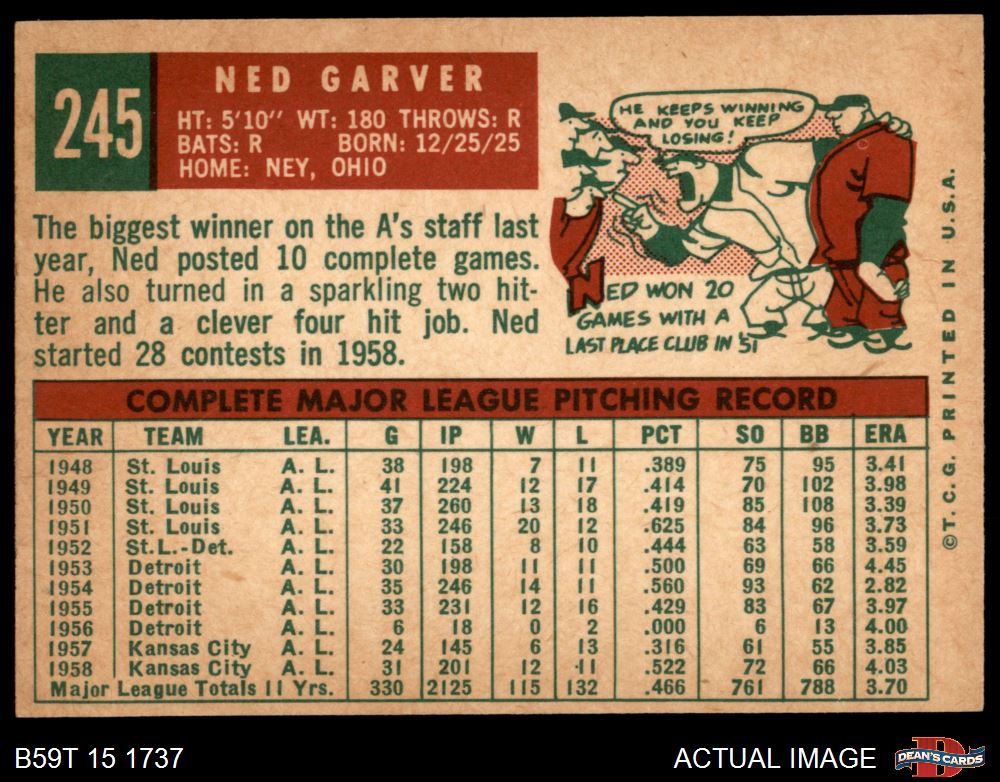 245
NED GARVER
HT: 5'10" WT: 180 THROWS: R
BATS: R BORN: 12/25/25
HOME: NEY, OHIO
The biggest winner on the A's staff last
year, Ned posted 10 complete games.
He also turned in a sparkling two hit-
ter and a clever four hit job. Ned
started 28 contests in 1958.
HE KEEPS WINNING
AND YOU KEEP
LOSING!
NED WON 20
GAMES WITH A
LAST PLACE CLUB IN '51
COMPLETE MAJOR LEAGUE PITCHING RECORD
YEAR TEAM LEA. G IP W L PCT SO BB ERA
1948 St. Louis A. L. 38 198 7 11 .389 75 95 3.41
1949 St. Louis A. L. 41 224 12 17 .414 70 102 3.98
1950 St. Louis A. L. 37 260 13 18 .419 85 108 3.39
1951 St. Louis A. L. 33 246 20 12 .625 84 96 3.73
1952 St.L.-Det. A. L. 22 158 8 10 .444 63 58 3.59
1953 Detroit A. L. 30 198 11 11 .500 69 66 4.45
1954 Detroit A. L. 35 246 14 11 .560 93 62 2.82
1955 Detroit A. L. 33 231 12 16 .429 83 67 3.97
1956 Detroit A. L. 6 18 0 2 .000 6 13 4.00
1957 Kansas City A. L. 24 145 6 13 .316 61 55 3.85
1958 Kansas City A. L. 31 201 12 11 .522 72 66 4.03
Major League Totals 11 Yrs. 330 2125 115 132 .466 761 788 3.70
©T. C. G. PRINTED IN U.S.A.
B59T 15 1737
ACTUAL IMAGE
D
DEAN'S CARDS